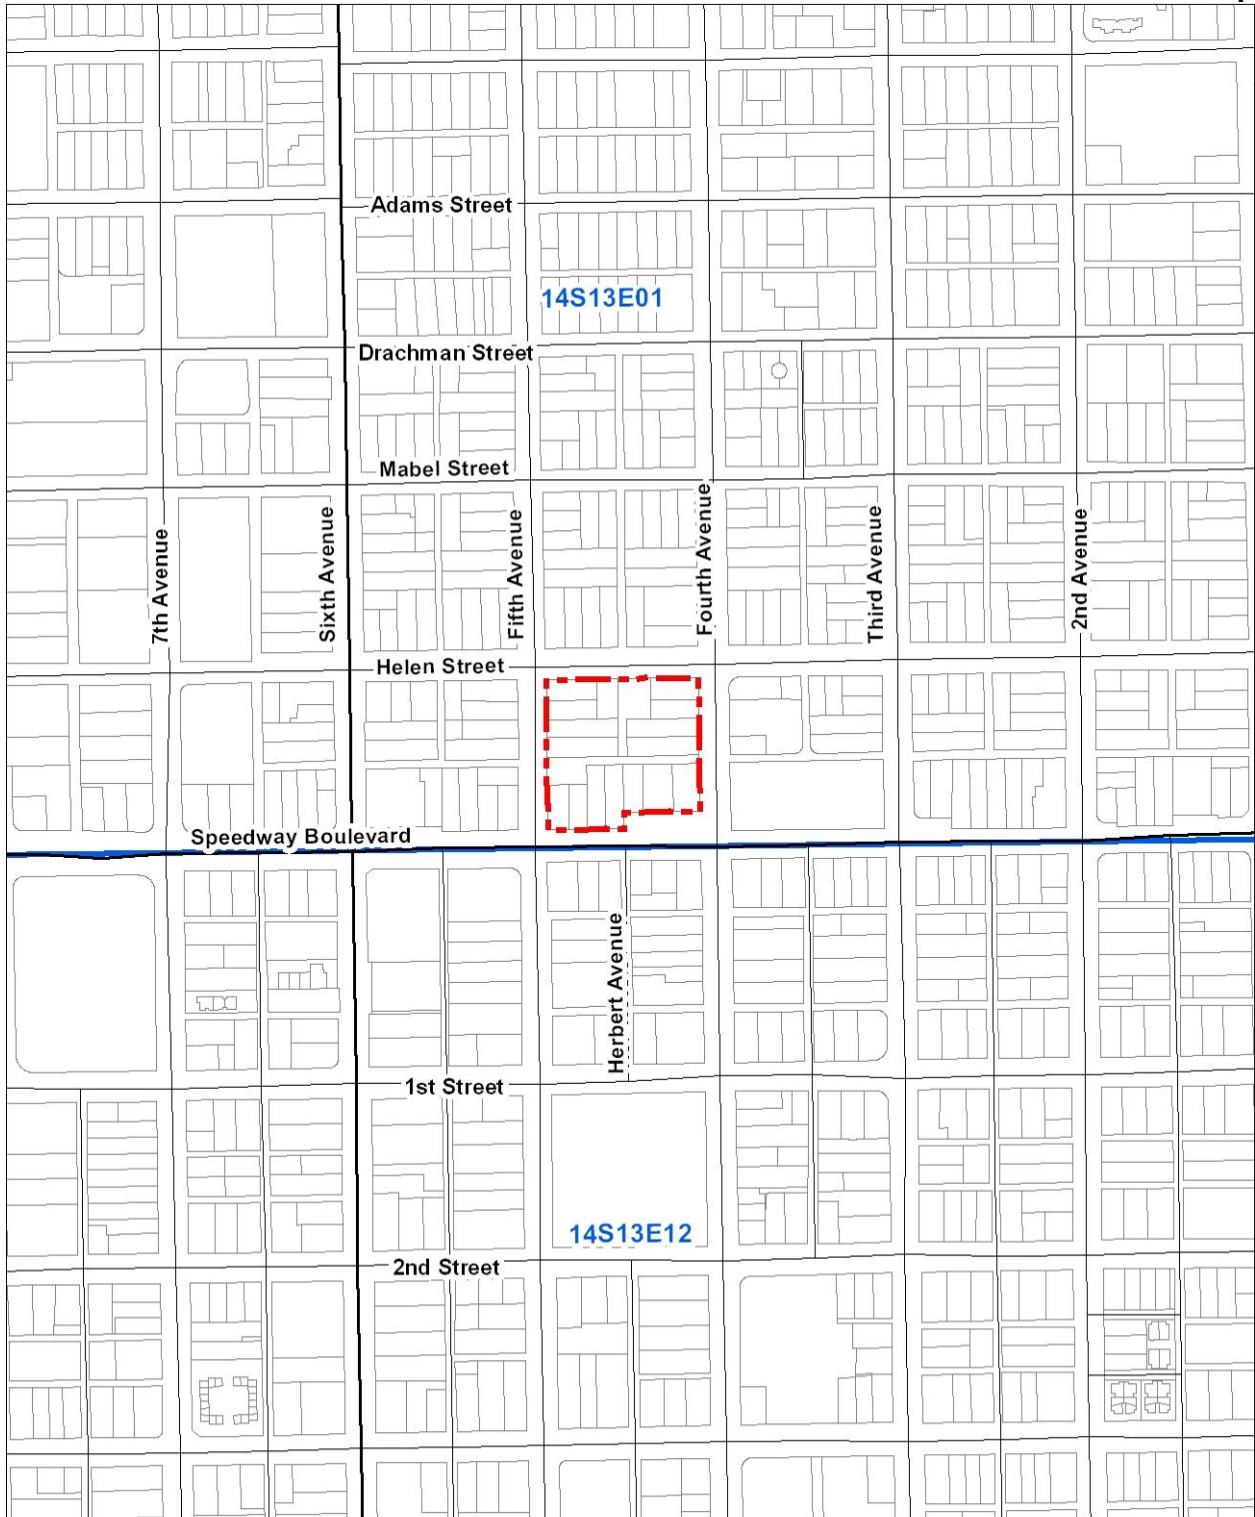 Adams Street
14S13E01
Drachman Street
Mabel Street
7th Avenue
Sixth Avenue
Fifth Avenue
Fourth Avenue
Third Avenue
2nd Avenue
Helen Street
Speedway Boulevard
Herbert Avenue
1st Street
14S13E12
2nd Street